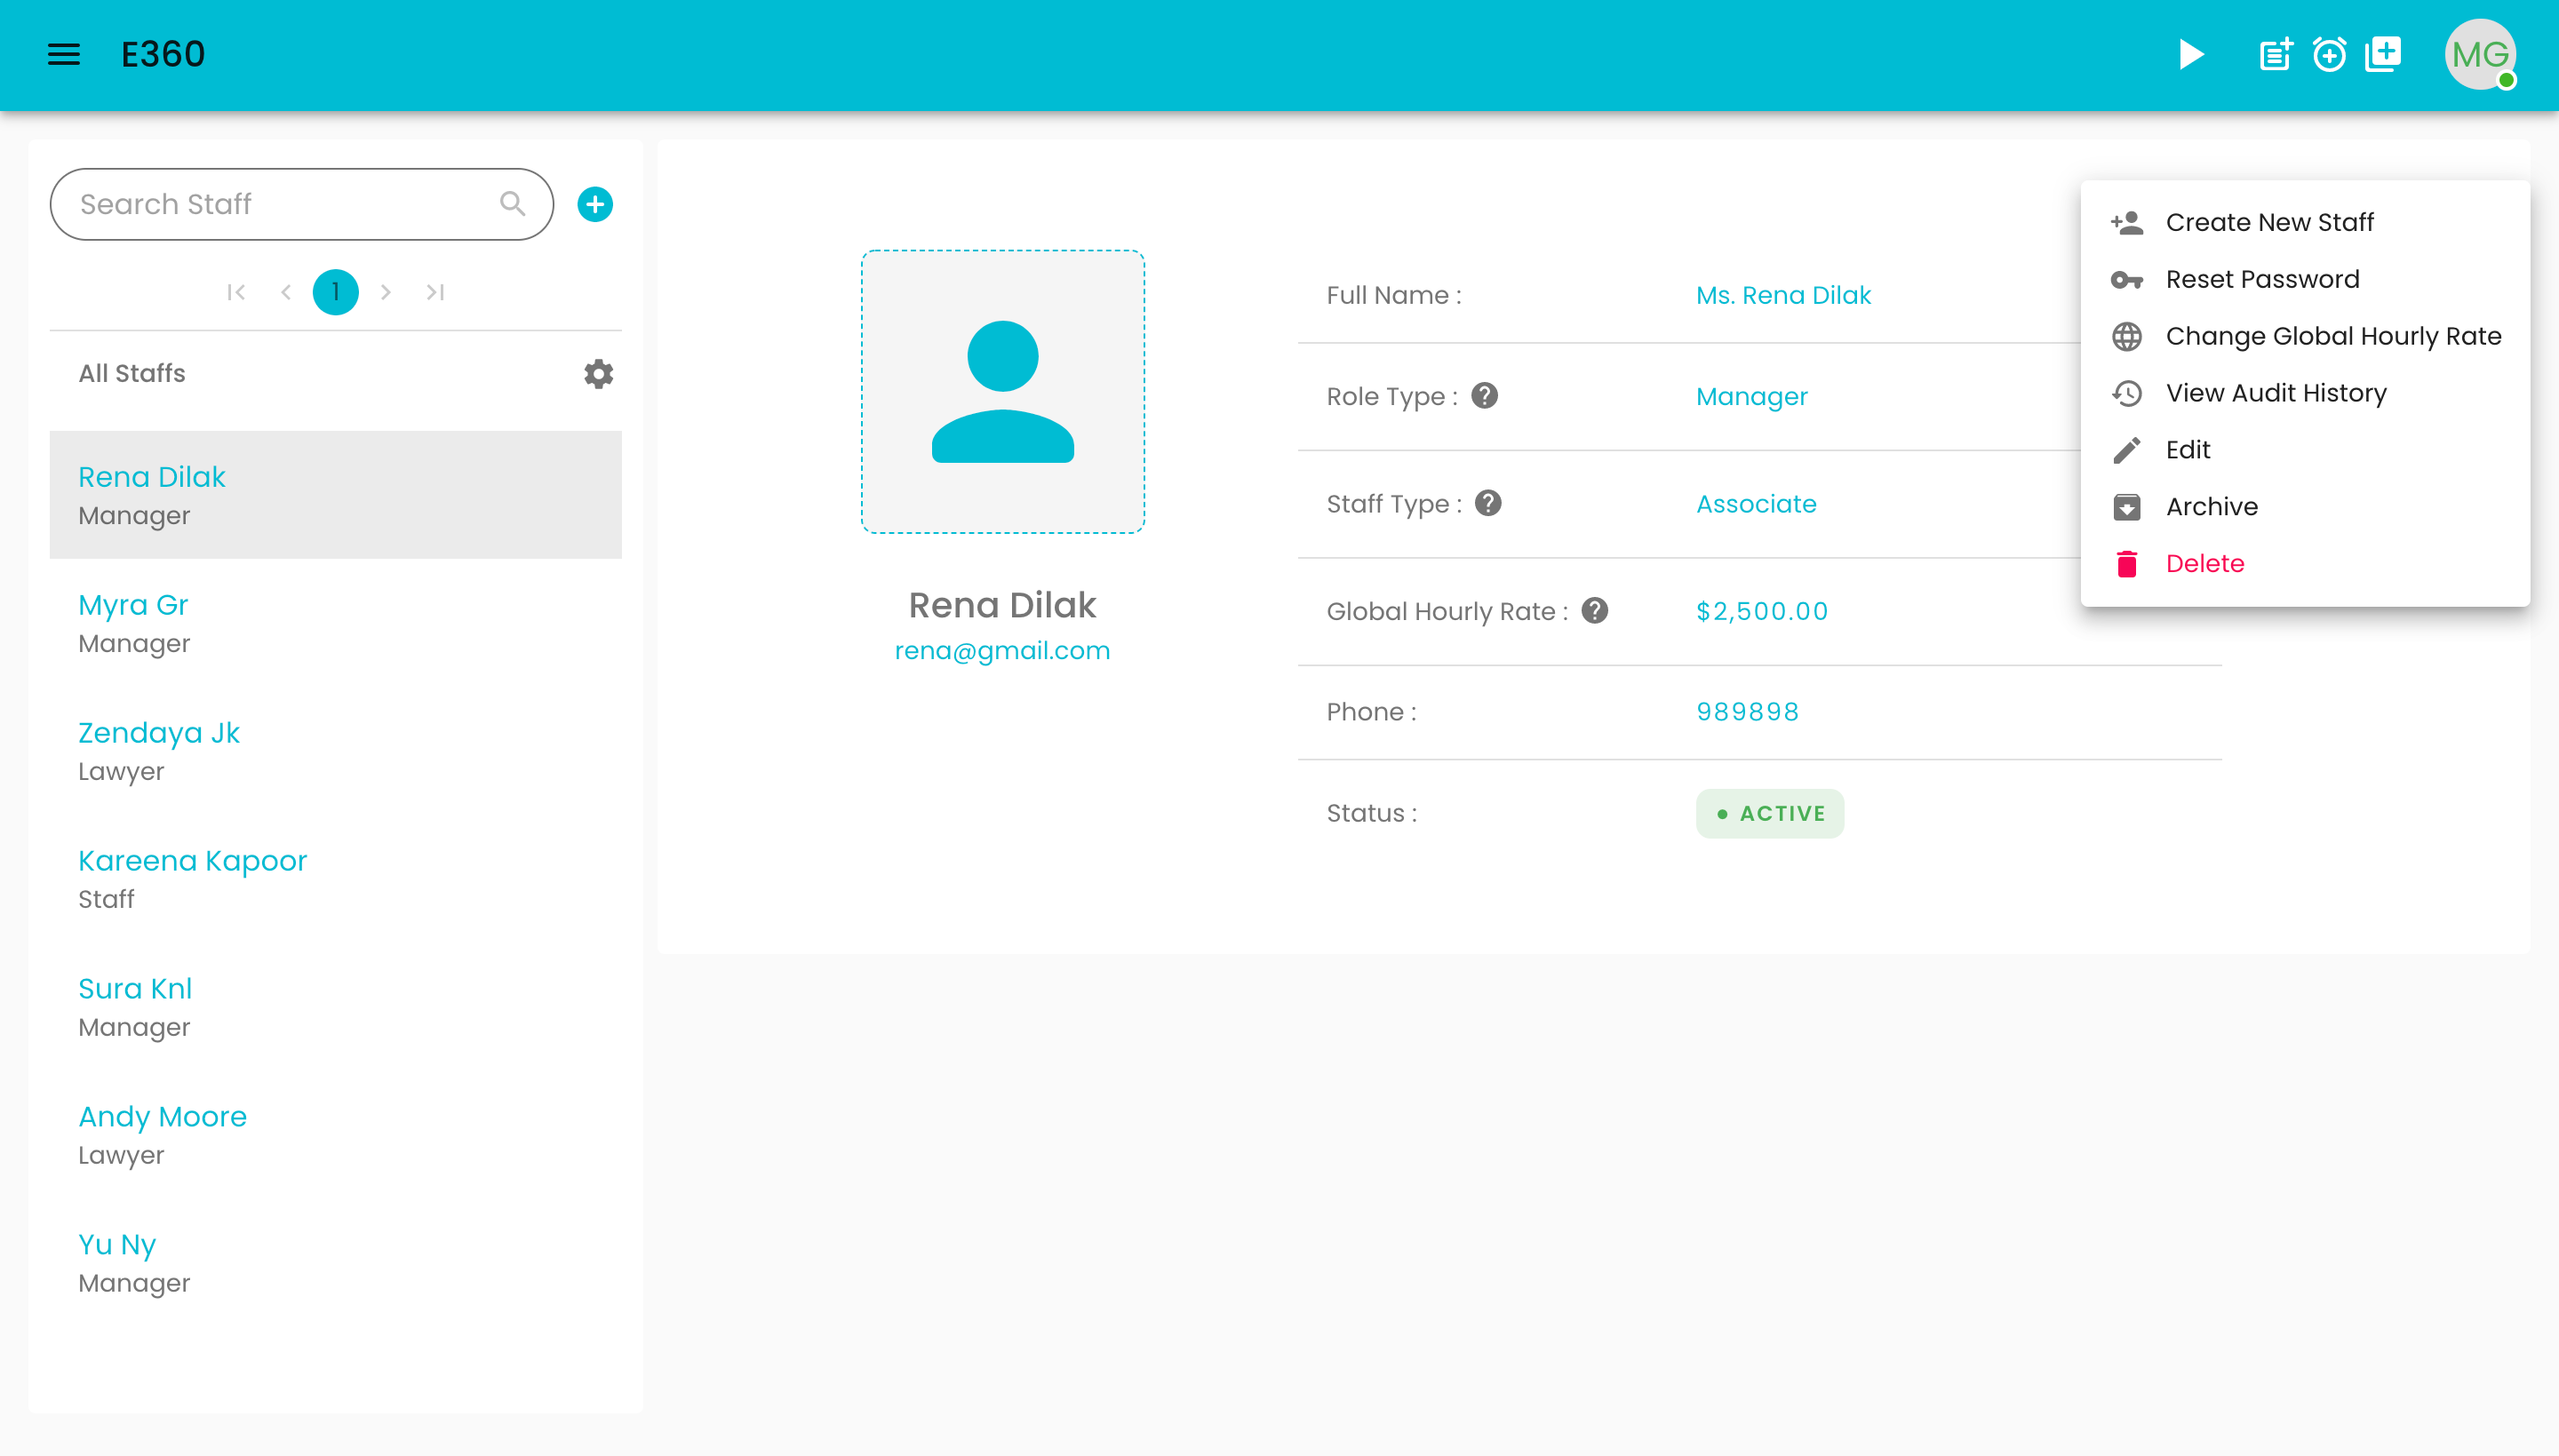 E360
MG
Search Staff
1
All Staffs
Rena Dilak
Manager
Myra Gr
Manager
Zendaya Jk
Lawyer
Kareena Kapoor
Staff
Sura Knl
Manager
Andy Moore
Lawyer
Yu Ny
Manager
Rena Dilak
rena@gmail.com
Full Name : Ms. Rena Dilak
Role Type : Manager
Staff Type : Associate
Global Hourly Rate : $2,500.00
Phone : 989898
Status : ACTIVE
Create New Staff
Reset Password
Change Global Hourly Rate
View Audit History
Edit
Archive
Delete